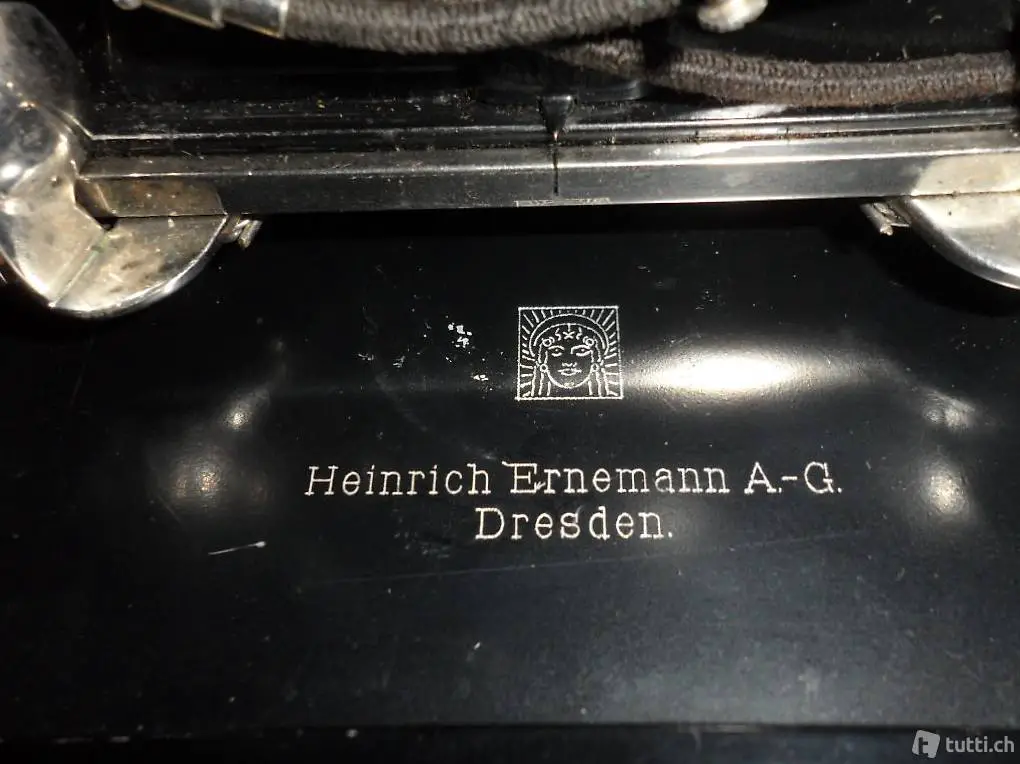 Heinrich Ernemann A.-G.
Dresden.
tutti.ch